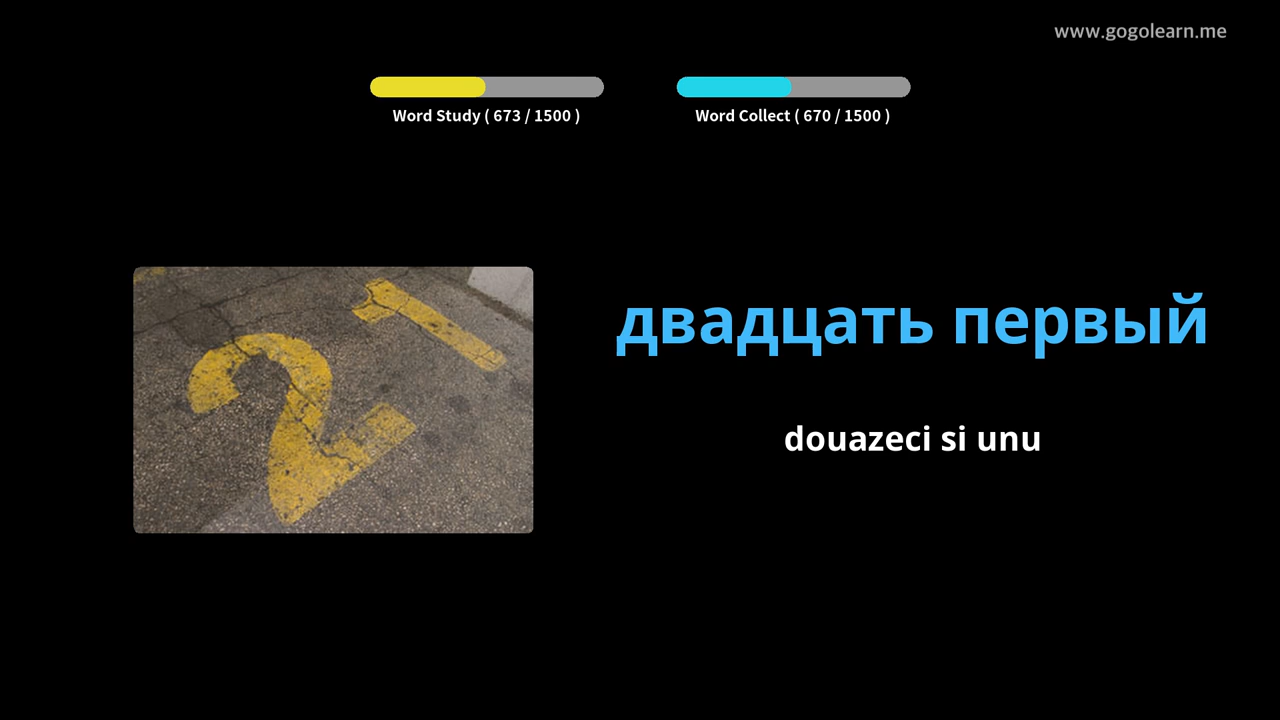 www.gogolearn.me
Word Study ( 673 / 1500 )
Word Collect ( 670 / 1500 )
21
двадцать первый
douazeci si unu